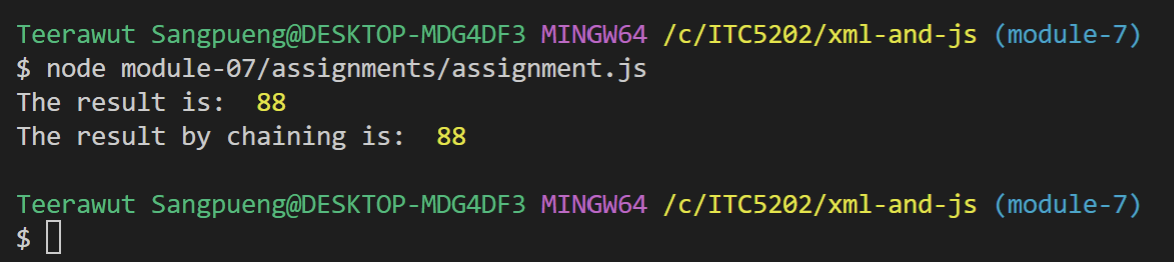 Teerawut Sangpueng@DESKTOP-MDG4DF3 MINGW64 /c/ITC5202/xml-and-js (module-7)
$ node module-07/assignments/assignment.js
The result is:  88
The result by chaining is:  88
Teerawut Sangpueng@DESKTOP-MDG4DF3 MINGW64 /c/ITC5202/xml-and-js (module-7)
$